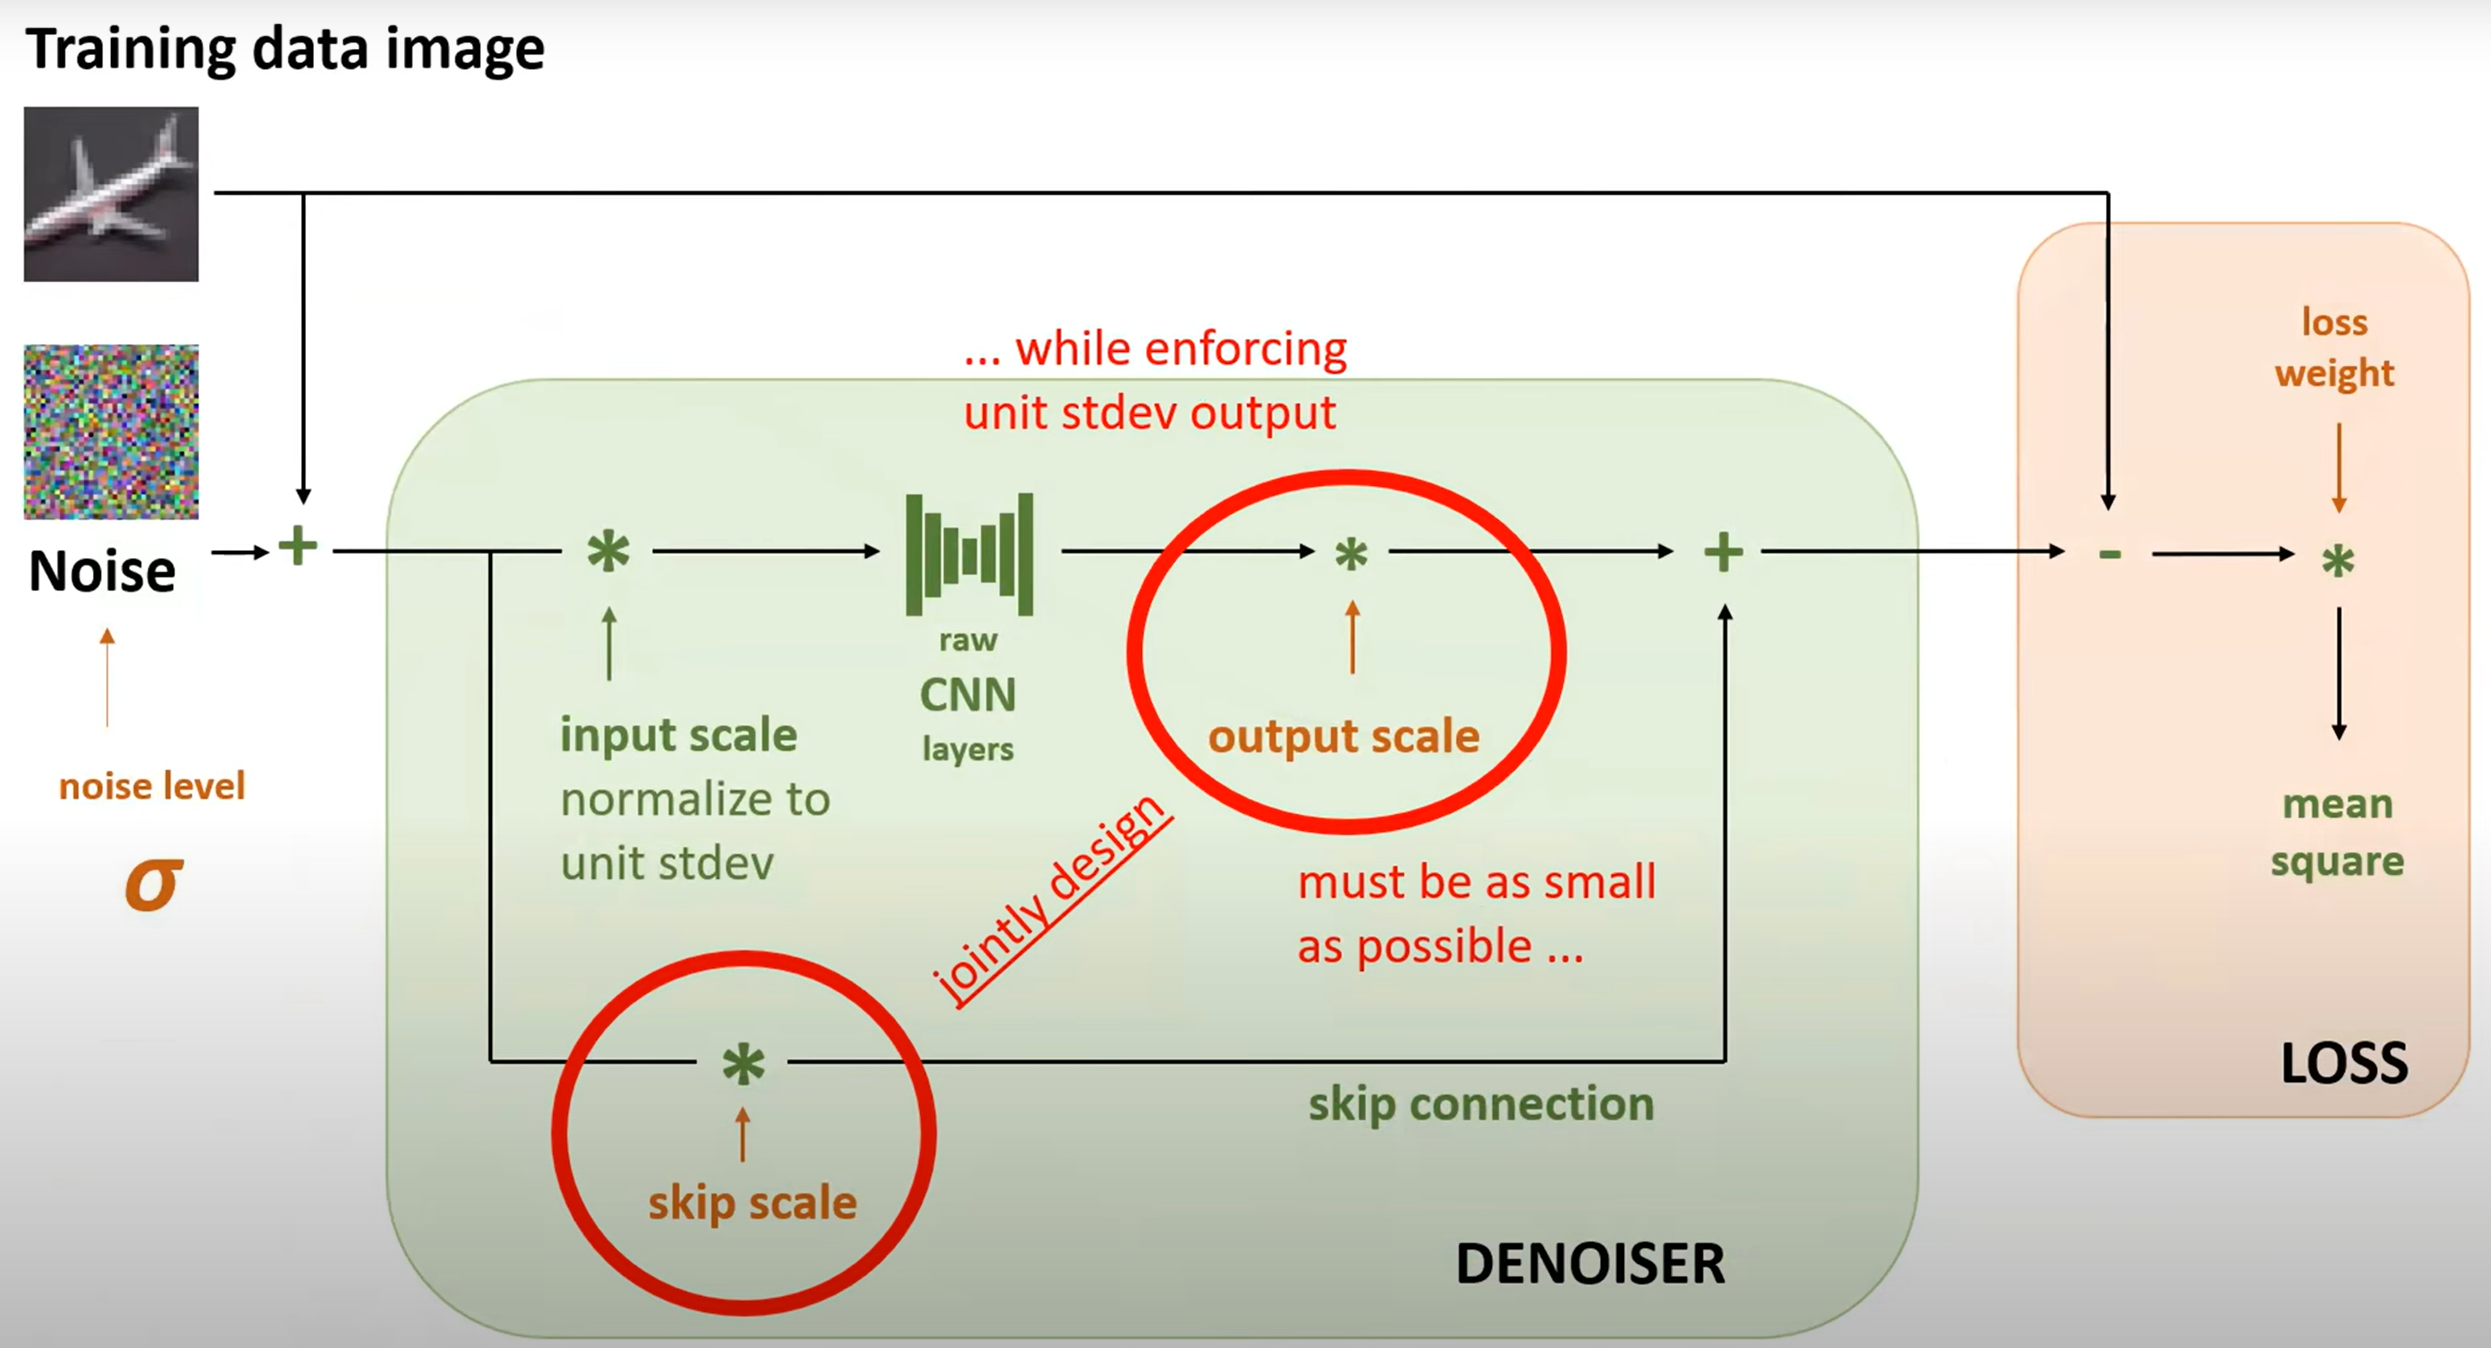 Training data image
Noise
noise level
σ
+
*
input scale
normalize to
unit stdev
raw
CNN
layers
... while enforcing
unit stdev output
*
output scale
must be as small
as possible ...
jointly design
*
skip scale
skip connection
+
DENOISER
-
loss
weight
*
mean
square
LOSS